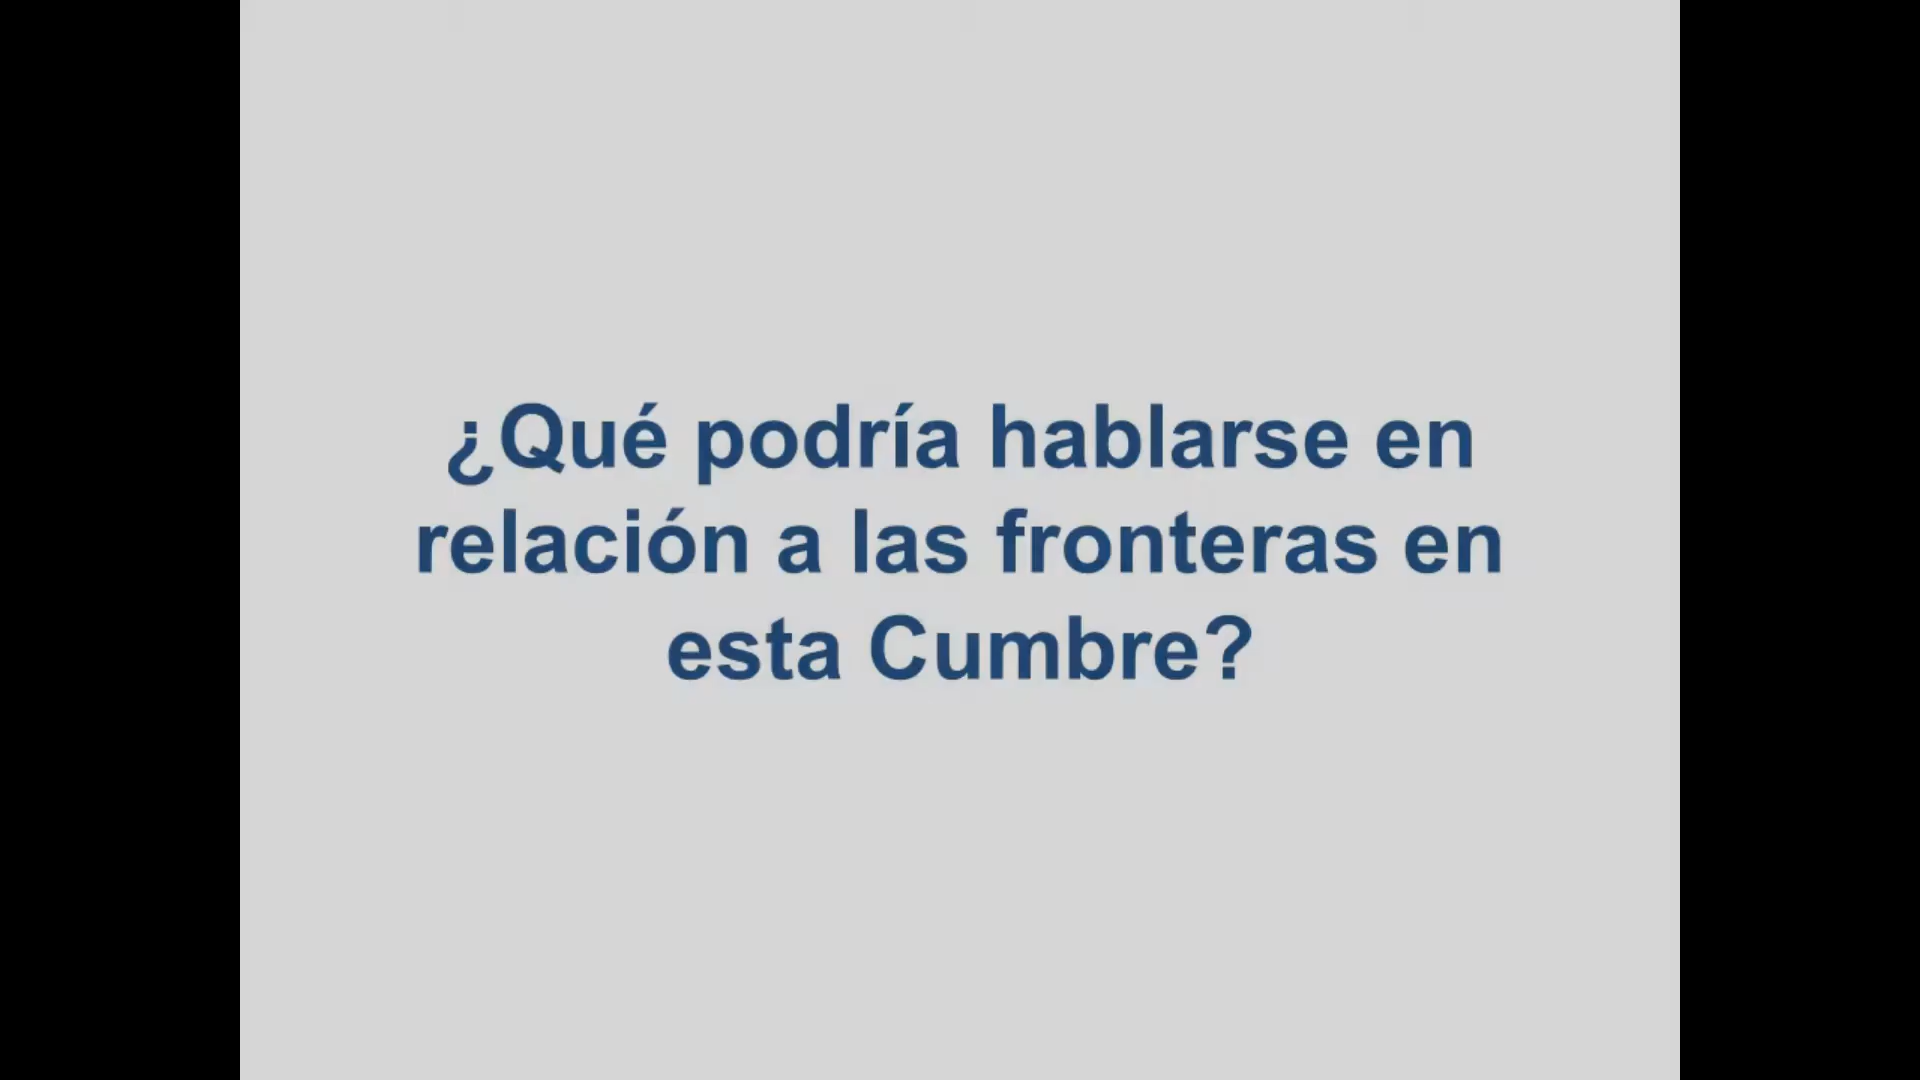 ¿Qué podría hablarse en
relación a las fronteras en
esta Cumbre?